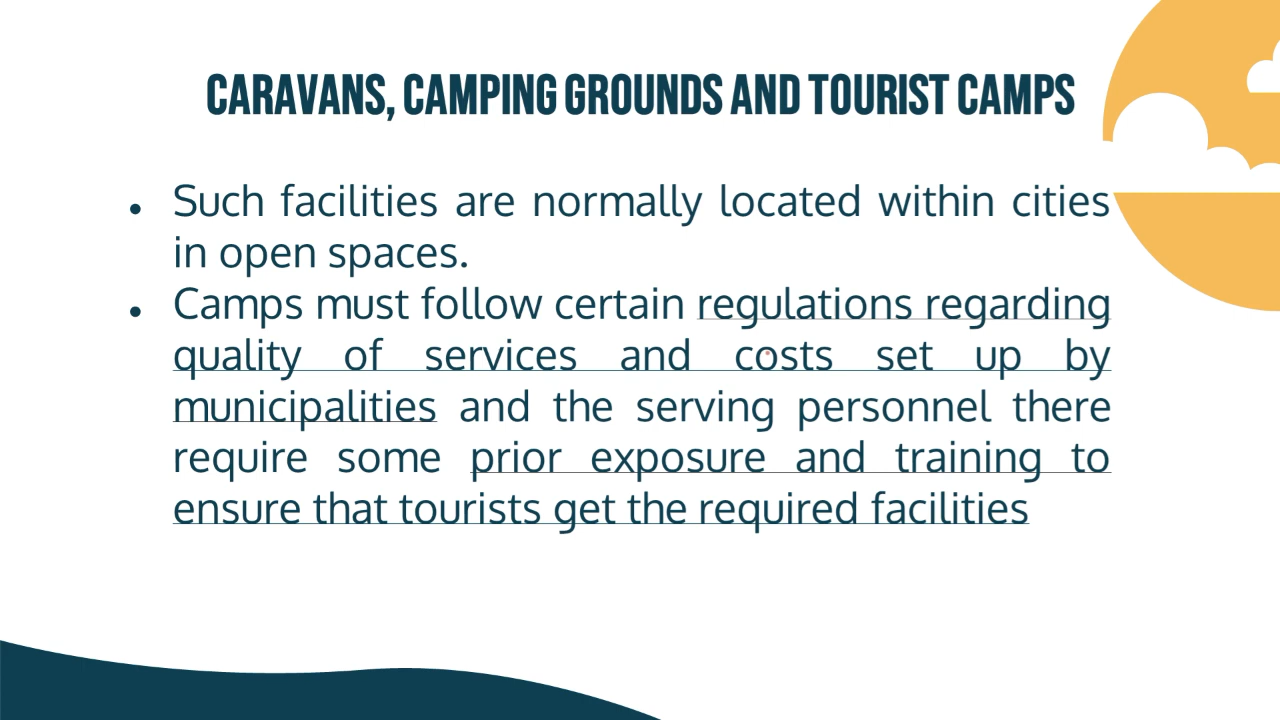 CARAVANS, CAMPING GROUNDS AND TOURIST CAMPS
• Such facilities are normally located within cities
in open spaces.
• Camps must follow certain regulations regarding
quality of services and costs set up by
municipalities and the serving personnel there
require some prior exposure and training to
ensure that tourists get the required facilities